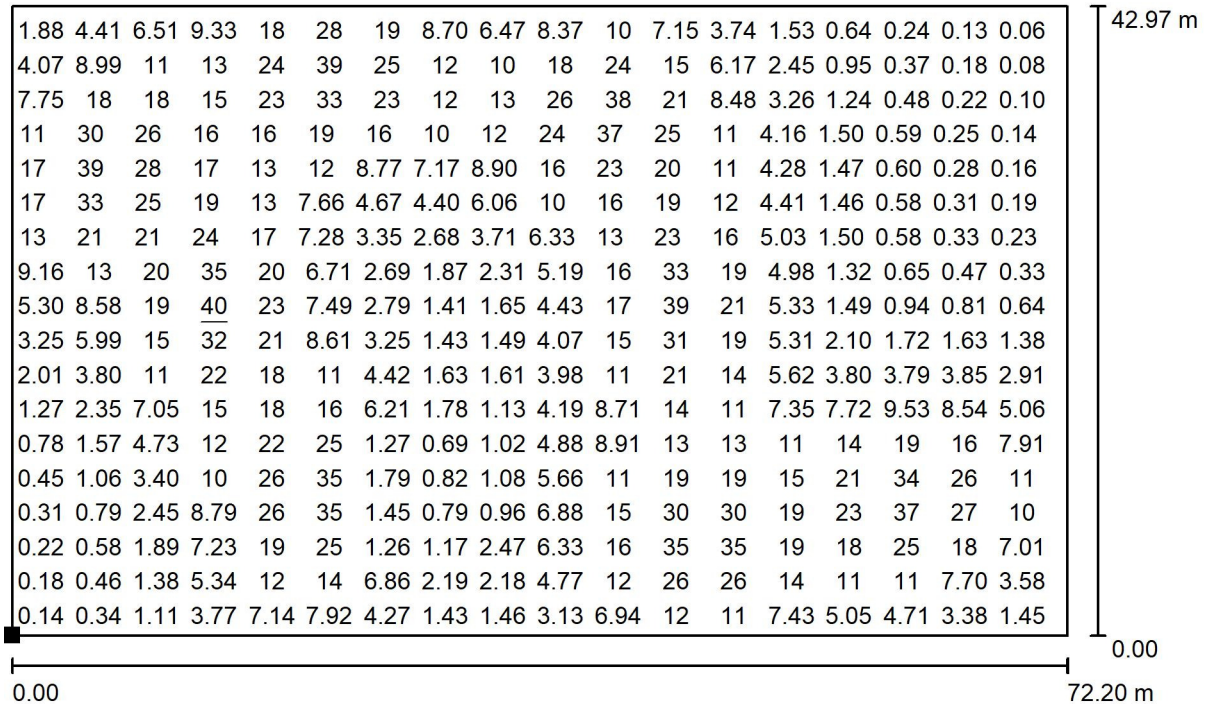 1.88 4.41 6.51 9.33 18 28 19 8.70 6.47 8.37 10 7.15 3.74 1.53 0.64 0.24 0.13 0.06
42.97 m
4.07 8.99 11 13 24 39 25 12 10 18 24 15 6.17 2.45 0.95 0.37 0.18 0.08
7.75 18 18 15 23 33 23 12 13 26 38 21 8.48 3.26 1.24 0.48 0.22 0.10
11 30 26 16 16 19 16 10 12 24 37 25 11 4.16 1.50 0.59 0.25 0.14
17 39 28 17 13 12 8.77 7.17 8.90 16 23 20 11 4.28 1.47 0.60 0.28 0.16
17 33 25 19 13 7.66 4.67 4.40 6.06 10 16 19 12 4.41 1.46 0.58 0.31 0.19
13 21 21 24 17 7.28 3.35 2.68 3.71 6.33 13 23 16 5.03 1.50 0.58 0.33 0.23
9.16 13 20 35 20 6.71 2.69 1.87 2.31 5.19 16 33 19 4.98 1.32 0.65 0.47 0.33
5.30 8.58 19 40 23 7.49 2.79 1.41 1.65 4.43 17 39 21 5.33 1.49 0.94 0.81 0.64
3.25 5.99 15 32 21 8.61 3.25 1.43 1.49 4.07 15 31 19 5.31 2.10 1.72 1.63 1.38
2.01 3.80 11 22 18 11 4.42 1.63 1.61 3.98 11 21 14 5.62 3.80 3.79 3.85 2.91
1.27 2.35 7.05 15 18 16 6.21 1.78 1.13 4.19 8.71 14 11 7.35 7.72 9.53 8.54 5.06
0.78 1.57 4.73 12 22 25 1.27 0.69 1.02 4.88 8.91 13 13 11 14 19 16 7.91
0.45 1.06 3.40 10 26 35 1.79 0.82 1.08 5.66 11 19 19 15 21 34 26 11
0.31 0.79 2.45 8.79 26 35 1.45 0.79 0.96 6.88 15 30 30 19 23 37 27 10
0.22 0.58 1.89 7.23 19 25 1.26 1.17 2.47 6.33 16 35 35 19 18 25 18 7.01
0.18 0.46 1.38 5.34 12 14 6.86 2.19 2.18 4.77 12 26 26 14 11 11 7.70 3.58
0.14 0.34 1.11 3.77 7.14 7.92 4.27 1.43 1.46 3.13 6.94 12 11 7.43 5.05 4.71 3.38 1.45
0.00
0.00 72.20 m